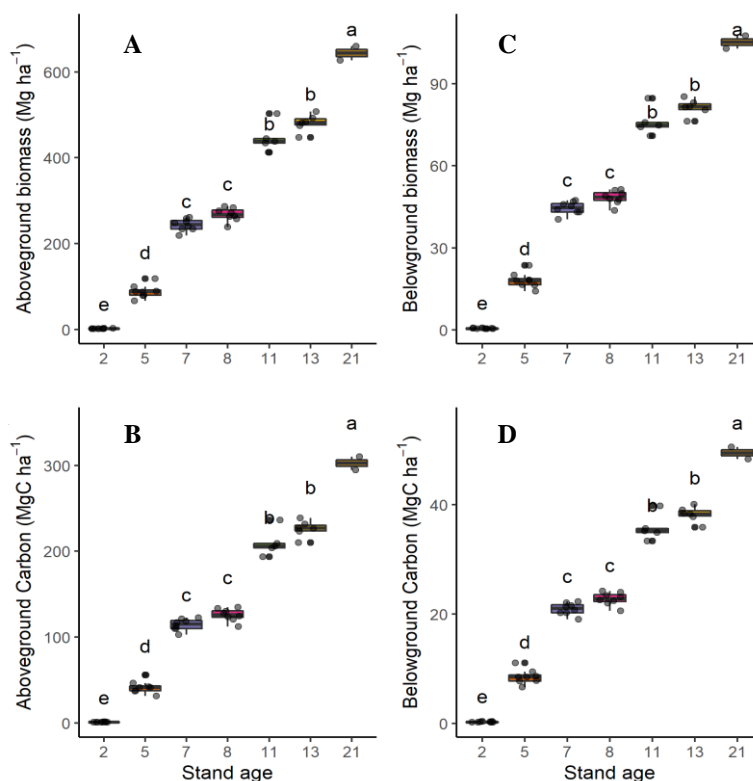 A
Aboveground biomass (Mg ha⁻¹)
600
400
200
0
e
d
c
c
b
b
a
2 5 7 8 11 13 21
C
Belowground biomass (Mg ha⁻¹)
90
60
30
0
e
d
c
c
b
b
a
2 5 7 8 11 13 21
B
Aboveground Carbon (MgC ha⁻¹)
300
200
100
0
e
d
c
c
b
b
a
2 5 7 8 11 13 21
Stand age
D
Belowground Carbon (MgC ha⁻¹)
40
20
0
e
d
c
c
b
b
a
2 5 7 8 11 13 21
Stand age